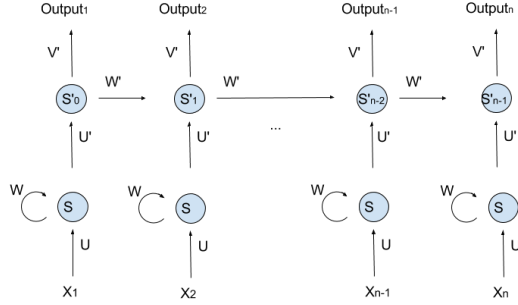 Output₁ Output₂ Outputₙ₋₁ Outputₙ
V' V' V' V'
W' W' W'
S'₀ S'₁ S'ₙ₋₂ S'ₙ₋₁
...
U' U' U' U'
W W W W
S S S S
U U U U
X₁ X₂ Xₙ₋₁ Xₙ